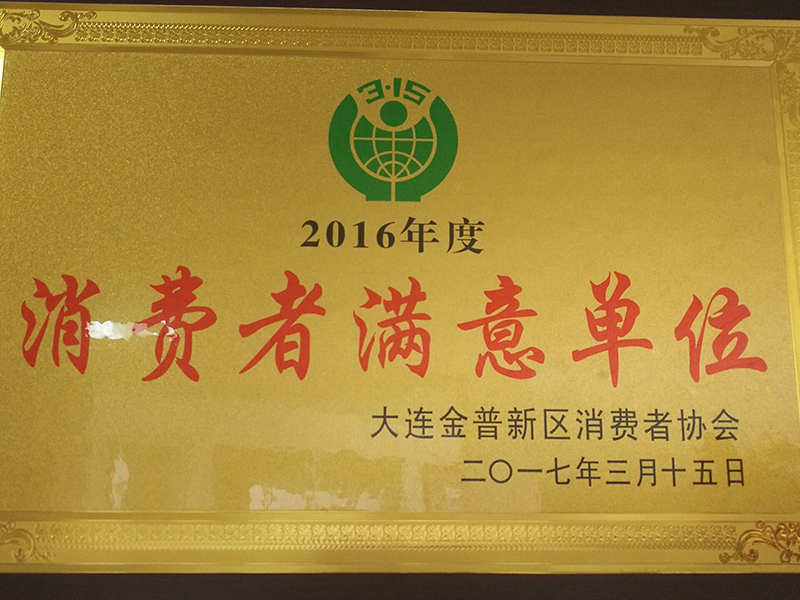 3·15
2016年度
消费者满意单位
大连金普新区消费者协会
二〇一七年三月十五日